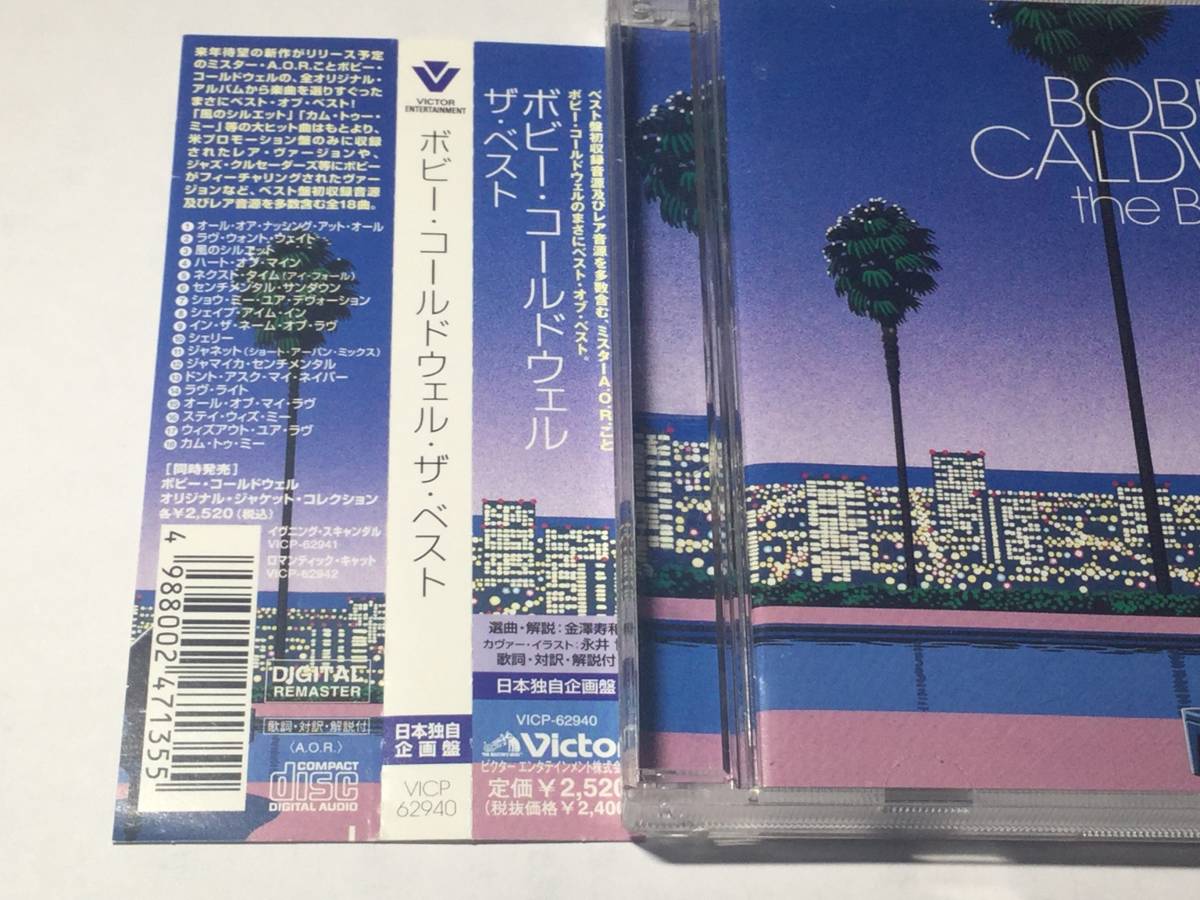 来年待望の新作がリリース予定
のミスター・A.O.R.ことボビー・
コールドウェルの、全オリジナル・
アルバムから楽曲を選りすぐった
まさにベスト・オブ・ベスト!
「風のシルエット」「カム・トゥー・
ミー」等の大ヒット曲はもとより、
米プロモーション盤のみに収録
されたレア・ヴァージョンや、
ジャズ・クルセーダーズ等にボビー
がフィーチャリングされたヴァー
ジョンなど、ベスト盤初収録音源
及びレア音源を多数含む全18曲。
①オール・オア・ナッシング・アット・オール
②ラヴ・ウォント・ウェイト
③風のシルエット
④ハート・オブ・マイン
⑤ネクスト・タイム(アイ・フォール)
⑥センチメンタル・サンダウン
⑦ショウ・ミー・ユア・デヴォーション
⑧シェイプ・アイム・イン
⑨イン・ザ・ネーム・オブ・ラヴ
⑩シェリー
⑪ジャネット(ショート・アーバン・ミックス)
⑫ジャマイカ・センチメンタル
⑬ドント・アスク・マイ・ネイバー
⑭ラヴ・ライト
⑮オール・オブ・マイ・ラヴ
⑯ステイ・ウィズ・ミー
⑰ウィズアウト・ユア・ラヴ
⑱カム・トゥ・ミー
[同時発売]
ボビー・コールドウェル
オリジナル・ジャケット・コレクション
各¥2,520(税込)
イヴニング・スキャンダル
VICP-62941
ロマンティック・キャット
VICP-62942
4 988002 471355
DIGITAL
REMASTER
歌詞・対訳・解説付
〈A.O.R.〉
COMPACT
disc
DIGITAL AUDIO
VICTOR
ENTERTAINMENT
ボビー・コールドウェル・ザ・ベスト
日本独自
企画盤
VICP
62940
ベスト盤初収録音源及びレア音源を多数含む、ミスターA.O.R.こと
ボビー・コールドウェルのまさにベスト・オブ・ベスト。
ボビー・コールドウェル
ザ・ベスト
選曲・解説:金澤寿和
カヴァー・イラスト:永井
歌詞・対訳・解説付
日本独自企画盤
VICP-62940
Victor
ビクター エンタテインメント株式会
定価¥2,520
(税抜価格¥2,400
BOBB
CALDW
the B